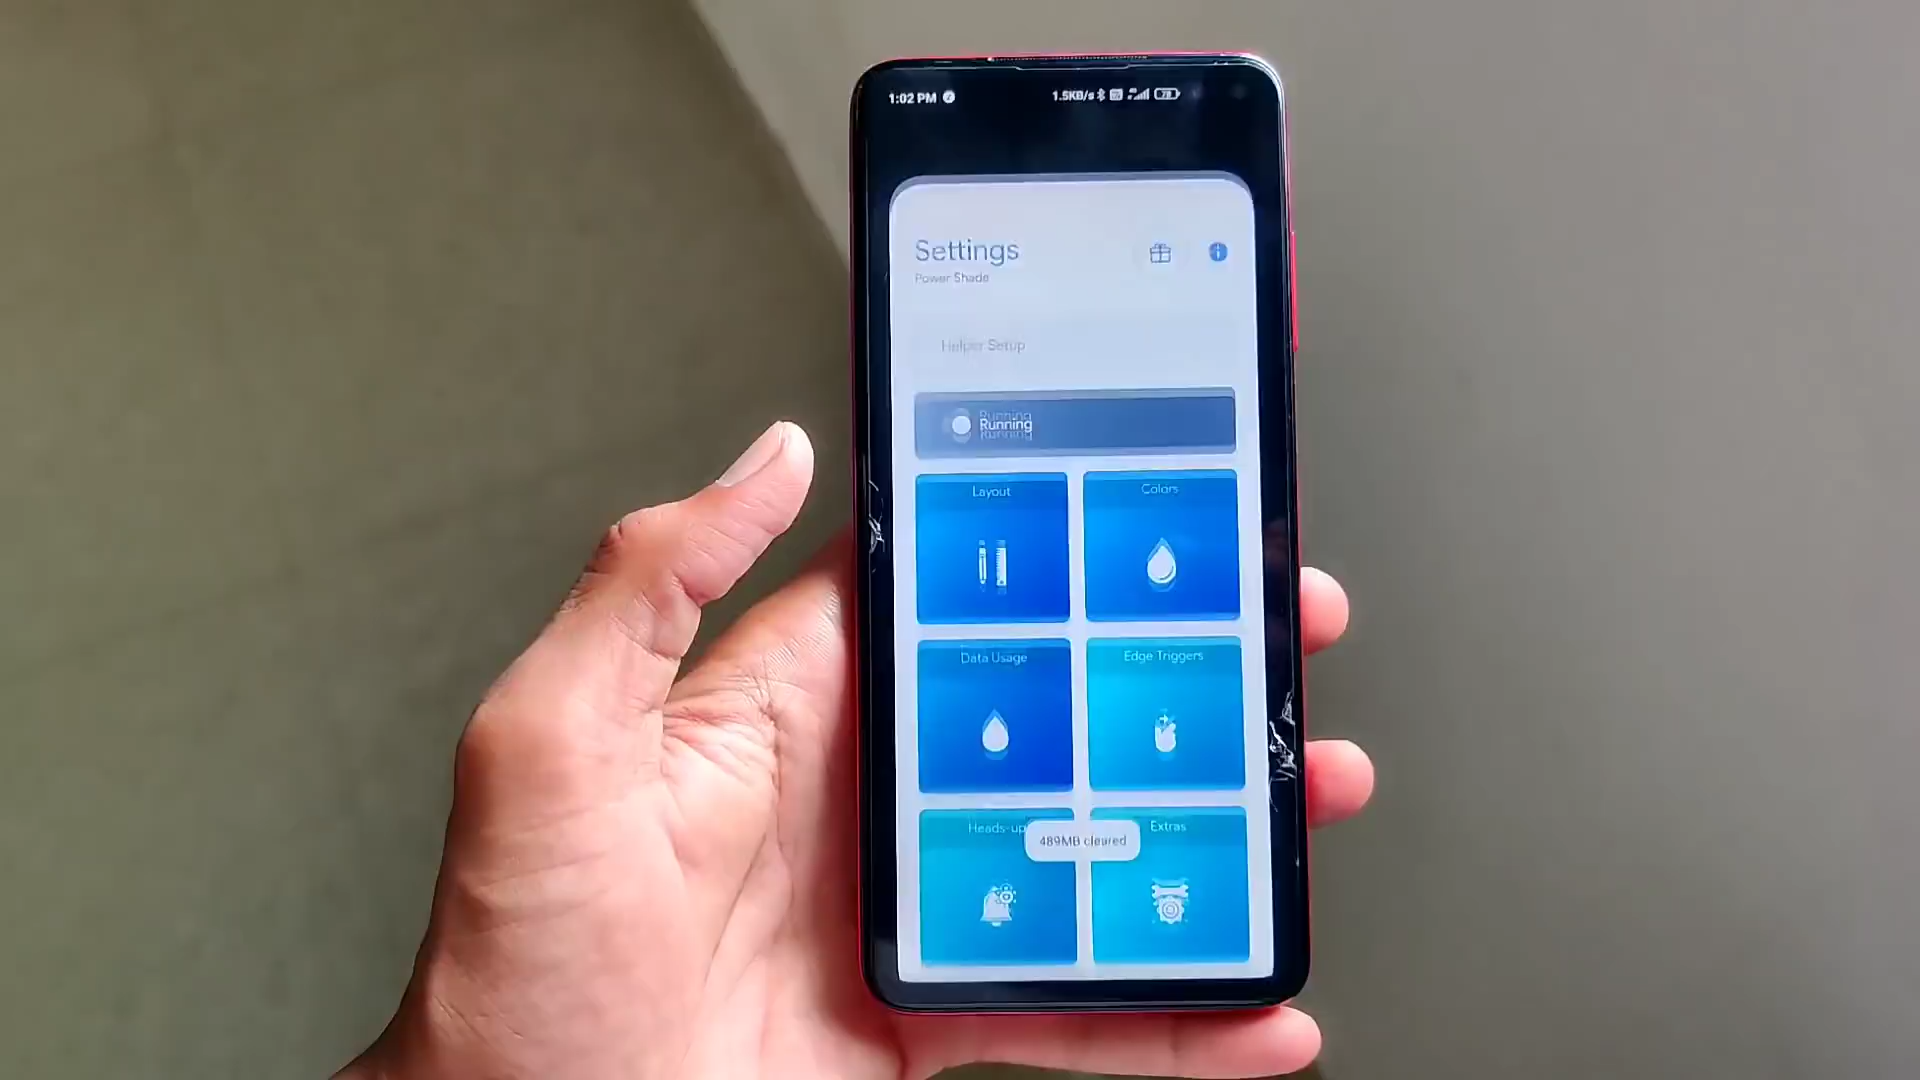 1:02 PM
1.5KB/s
Settings
Power Shade
Helper Setup
Running
Layout
Colors
Data Usage
Edge Triggers
Heads-up
489MB cleared
Extras